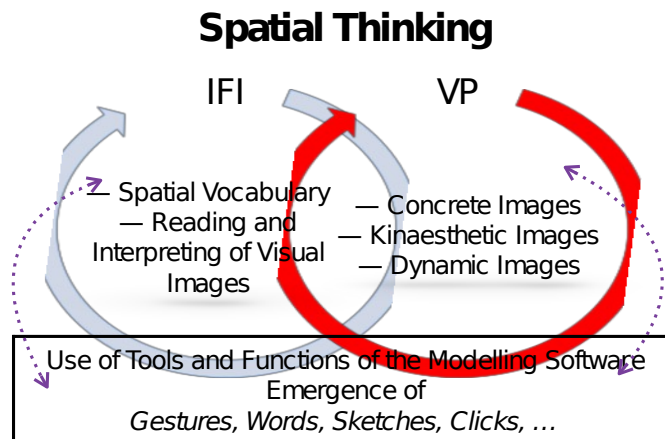 Spatial Thinking
IFI
VP
— Spatial Vocabulary
— Reading and
Interpreting of Visual
Images
— Concrete Images
— Kinaesthetic Images
— Dynamic Images
Use of Tools and Functions of the Modelling Software
Emergence of
Gestures, Words, Sketches, Clicks, …